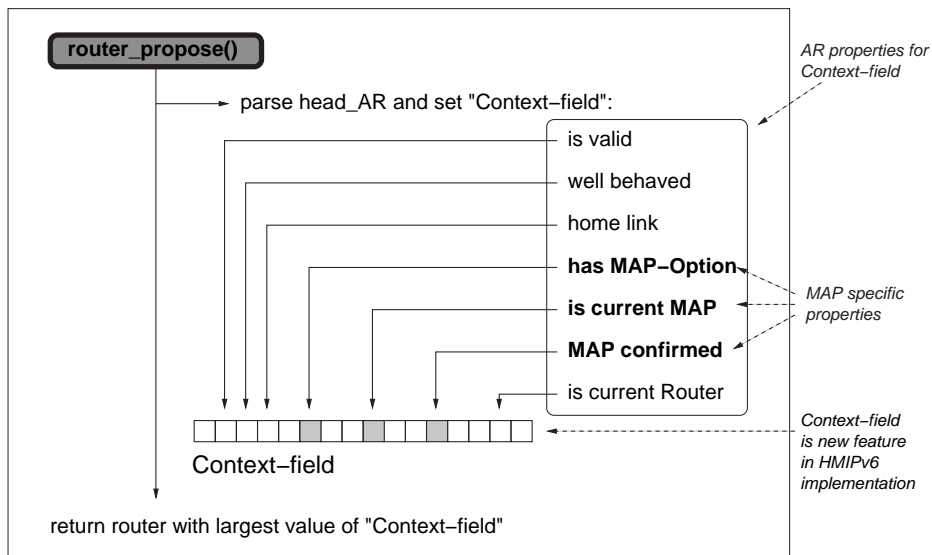 router_propose()
AR properties for
Context−field
parse head_AR and set "Context−field":
is valid
well behaved
home link
has MAP−Option
is current MAP
MAP confirmed
is current Router
MAP specific
properties
Context−field
is new feature
in HMIPv6
implementation
Context−field
return router with largest value of "Context−field"